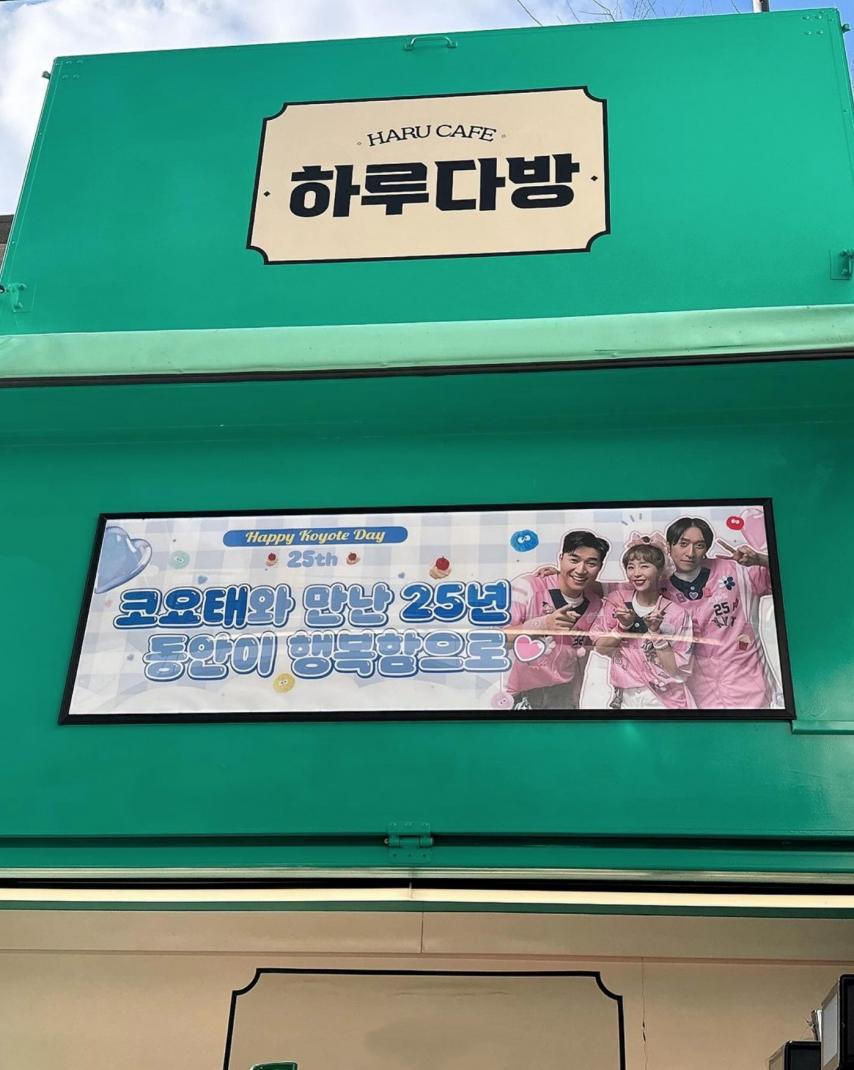 HARU CAFE
하루다방
Happy Koyote Day
25th
코요태와 만난 25년
동안이 행복함으로
25